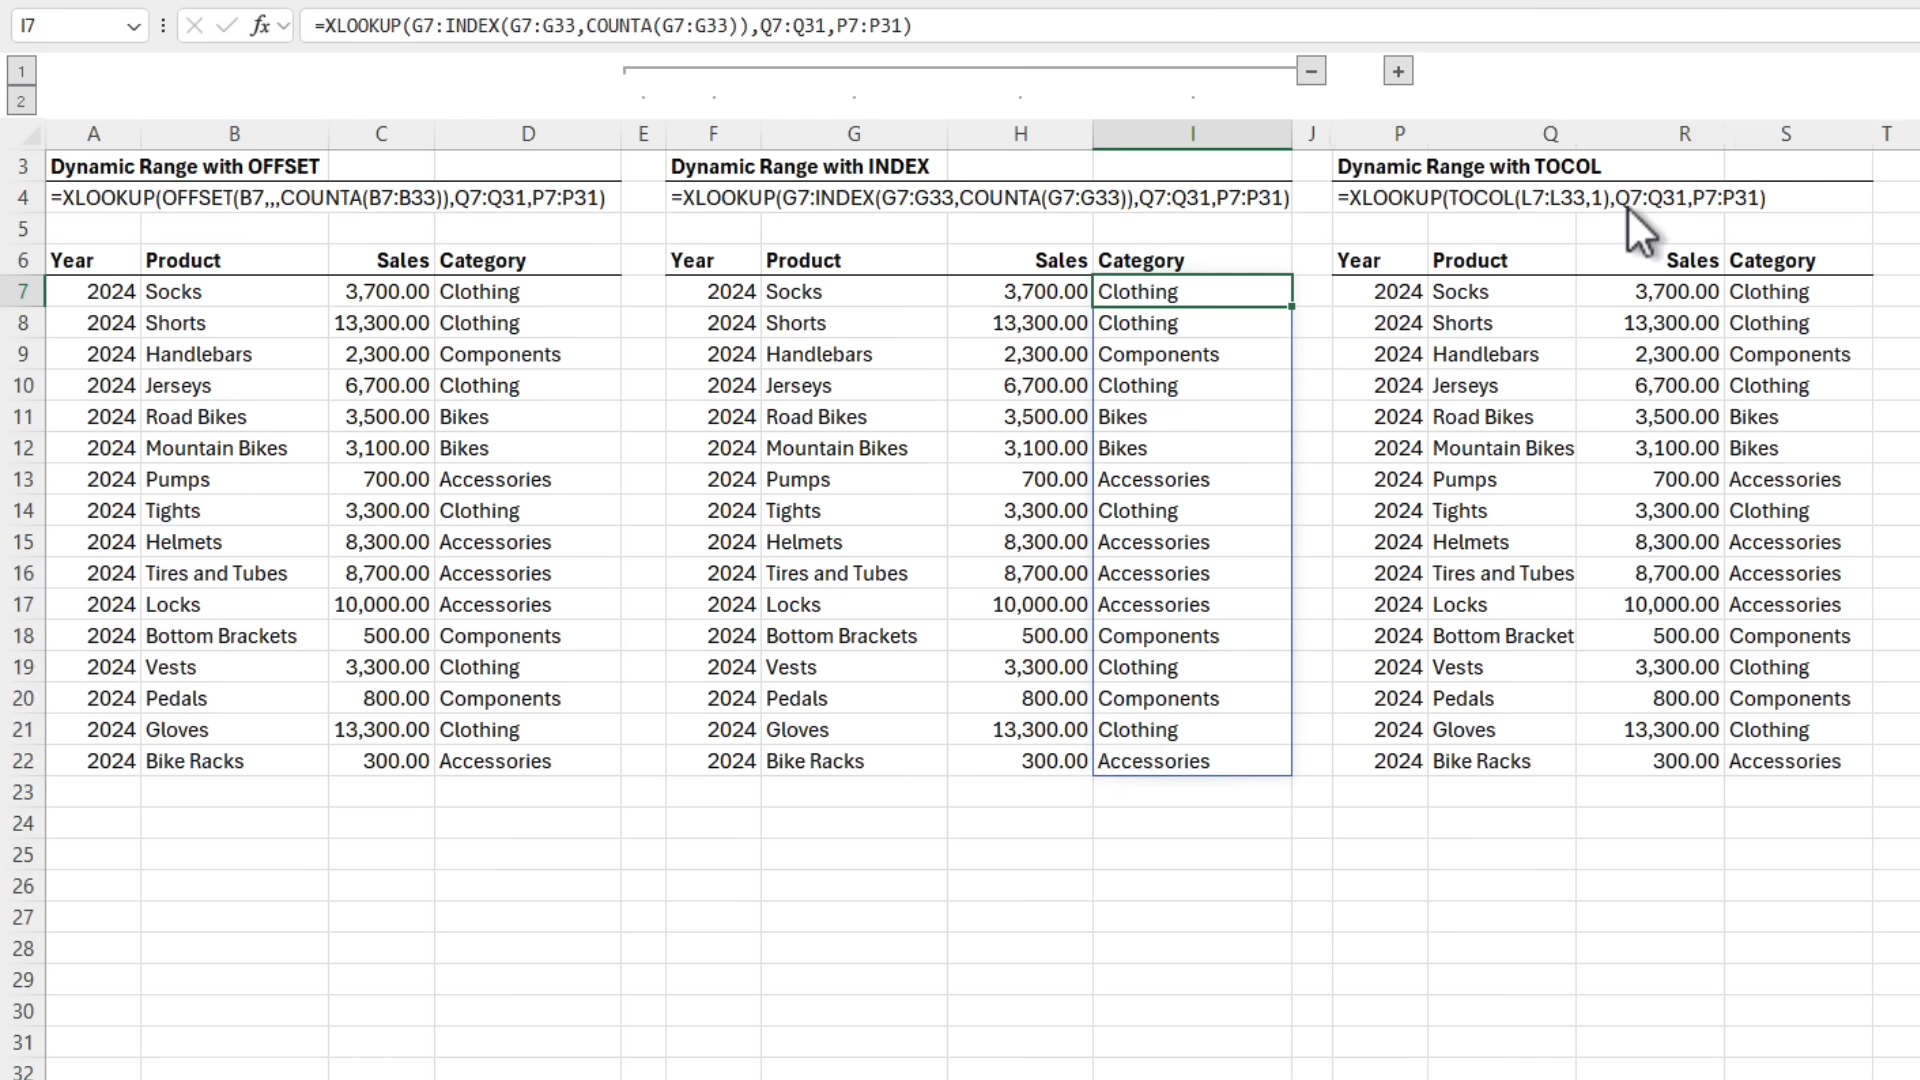 I7 fx =XLOOKUP(G7:INDEX(G7:G33,COUNTA(G7:G33)),Q7:Q31,P7:P31)
1 − +
2
A B C D E F G H I J P Q R S T
3 Dynamic Range with OFFSET Dynamic Range with INDEX Dynamic Range with TOCOL
4 =XLOOKUP(OFFSET(B7,,,COUNTA(B7:B33)),Q7:Q31,P7:P31) =XLOOKUP(G7:INDEX(G7:G33,COUNTA(G7:G33)),Q7:Q31,P7:P31) =XLOOKUP(TOCOL(L7:L33,1),Q7:Q31,P7:P31)
5
6 Year Product Sales Category Year Product Sales Category Year Product Sales Category
7 2024 Socks 3,700.00 Clothing 2024 Socks 3,700.00 Clothing 2024 Socks 3,700.00 Clothing
8 2024 Shorts 13,300.00 Clothing 2024 Shorts 13,300.00 Clothing 2024 Shorts 13,300.00 Clothing
9 2024 Handlebars 2,300.00 Components 2024 Handlebars 2,300.00 Components 2024 Handlebars 2,300.00 Components
10 2024 Jerseys 6,700.00 Clothing 2024 Jerseys 6,700.00 Clothing 2024 Jerseys 6,700.00 Clothing
11 2024 Road Bikes 3,500.00 Bikes 2024 Road Bikes 3,500.00 Bikes 2024 Road Bikes 3,500.00 Bikes
12 2024 Mountain Bikes 3,100.00 Bikes 2024 Mountain Bikes 3,100.00 Bikes 2024 Mountain Bikes 3,100.00 Bikes
13 2024 Pumps 700.00 Accessories 2024 Pumps 700.00 Accessories 2024 Pumps 700.00 Accessories
14 2024 Tights 3,300.00 Clothing 2024 Tights 3,300.00 Clothing 2024 Tights 3,300.00 Clothing
15 2024 Helmets 8,300.00 Accessories 2024 Helmets 8,300.00 Accessories 2024 Helmets 8,300.00 Accessories
16 2024 Tires and Tubes 8,700.00 Accessories 2024 Tires and Tubes 8,700.00 Accessories 2024 Tires and Tubes 8,700.00 Accessories
17 2024 Locks 10,000.00 Accessories 2024 Locks 10,000.00 Accessories 2024 Locks 10,000.00 Accessories
18 2024 Bottom Brackets 500.00 Components 2024 Bottom Brackets 500.00 Components 2024 Bottom Bracket 500.00 Components
19 2024 Vests 3,300.00 Clothing 2024 Vests 3,300.00 Clothing 2024 Vests 3,300.00 Clothing
20 2024 Pedals 800.00 Components 2024 Pedals 800.00 Components 2024 Pedals 800.00 Components
21 2024 Gloves 13,300.00 Clothing 2024 Gloves 13,300.00 Clothing 2024 Gloves 13,300.00 Clothing
22 2024 Bike Racks 300.00 Accessories 2024 Bike Racks 300.00 Accessories 2024 Bike Racks 300.00 Accessories
23
24
25
26
27
28
29
30
31
32